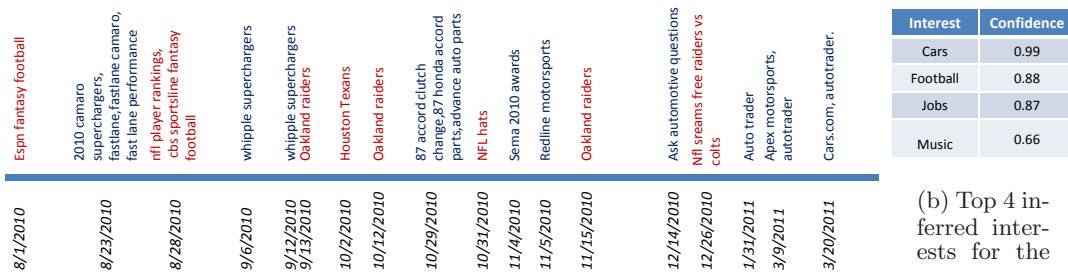 Espn fantasy football
2010 camaro
superchargers,
fastlane,fastlane camaro,
fast lane performance
nfl player rankings,
cbs sportsline fantasy
football
whipple superchargers
whipple superchargers
Oakland raiders
Houston Texans
Oakland raiders
87 accord clutch
change,87 honda accord
parts,advance auto parts
NFL hats
Sema 2010 awards
Redline motorsports
Oakland raiders
Ask automotive questions
Nfl sreams free raiders vs
colts
Auto trader
Apex motorsports,
autotrader
Cars.com, autotrader.
8/1/2010
8/23/2010
8/28/2010
9/6/2010
9/12/2010
9/13/2010
10/2/2010
10/12/2010
10/29/2010
10/31/2010
11/4/2010
11/5/2010
11/15/2010
12/14/2010
12/26/2010
1/31/2011
3/9/2011
3/20/2011
Interest Confidence
Cars 0.99
Football 0.88
Jobs 0.87
Music 0.66
(b) Top 4 in-
ferred inter-
ests for the